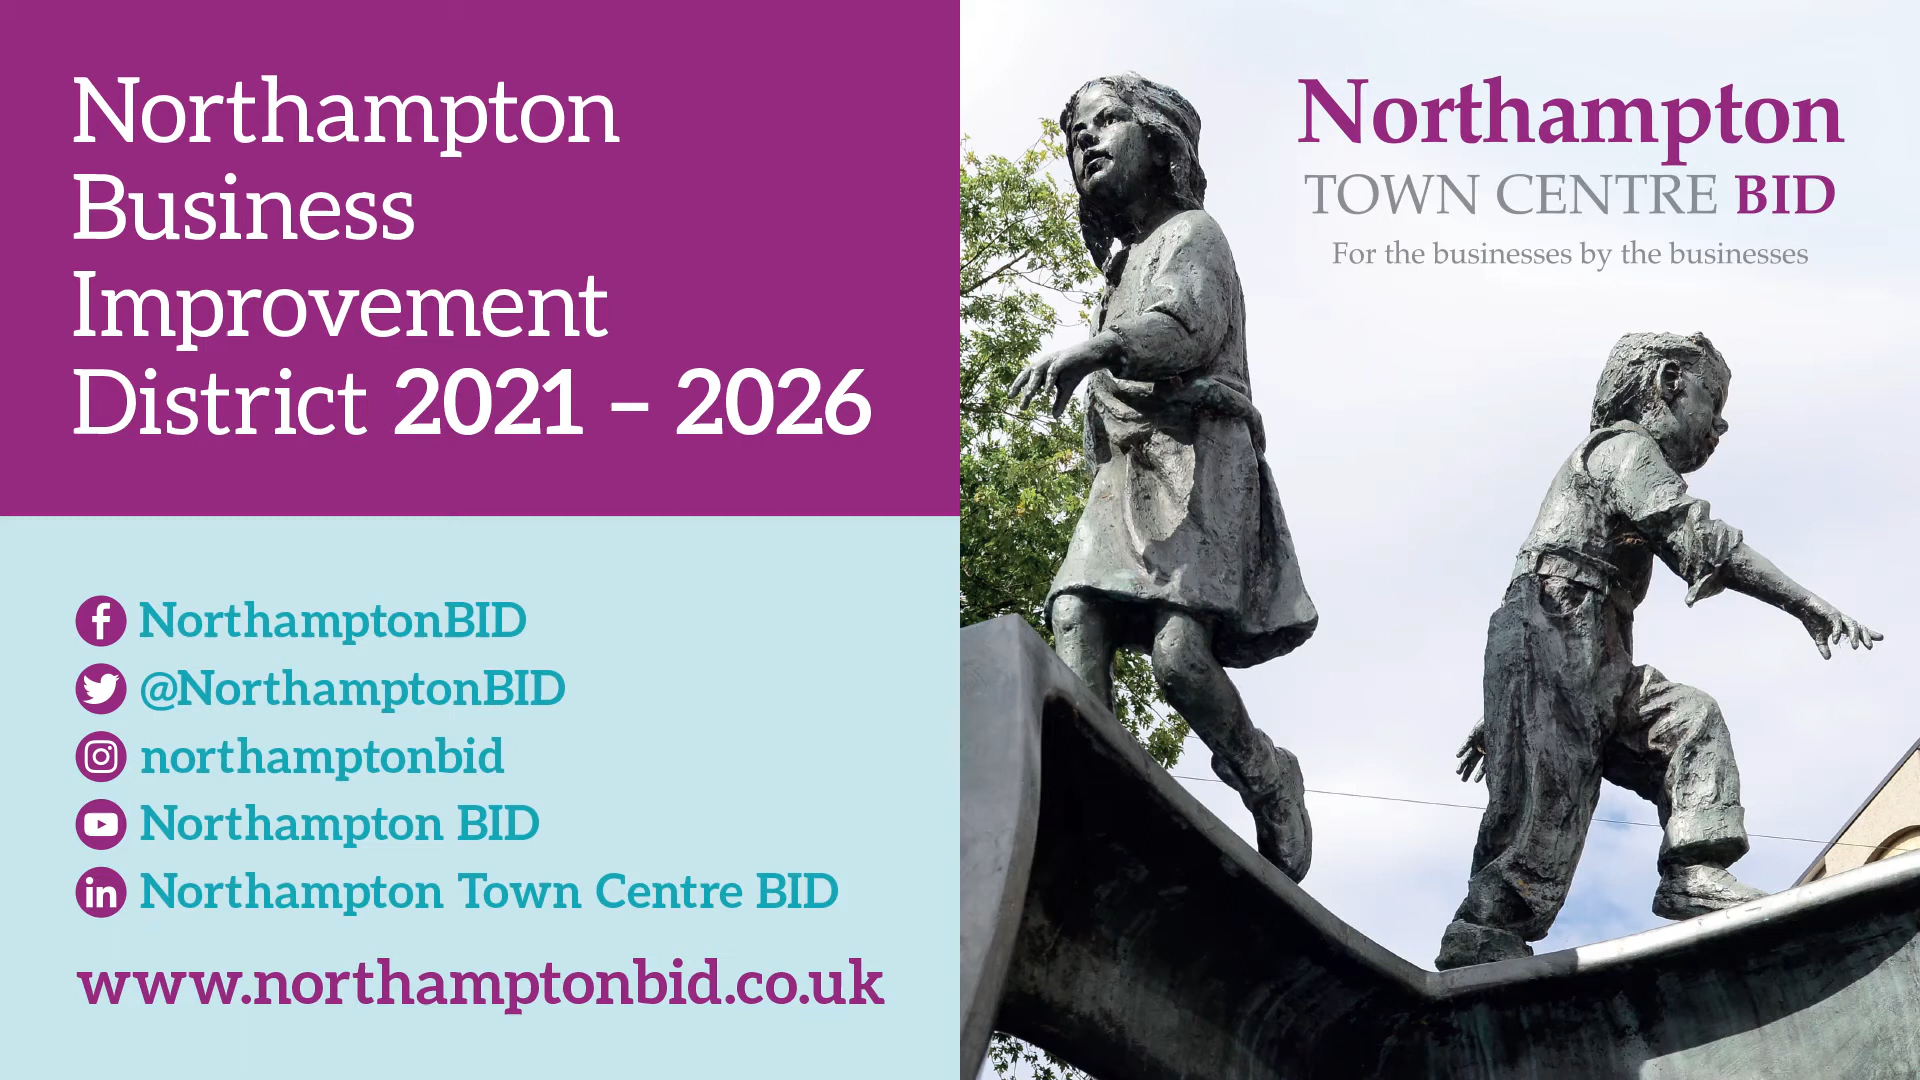 Northampton
Business
Improvement
District 2021 – 2026
NorthamptonBID
@NorthamptonBID
northamptonbid
Northampton BID
Northampton Town Centre BID
www.northamptonbid.co.uk
Northampton
TOWN CENTRE BID
For the businesses by the businesses